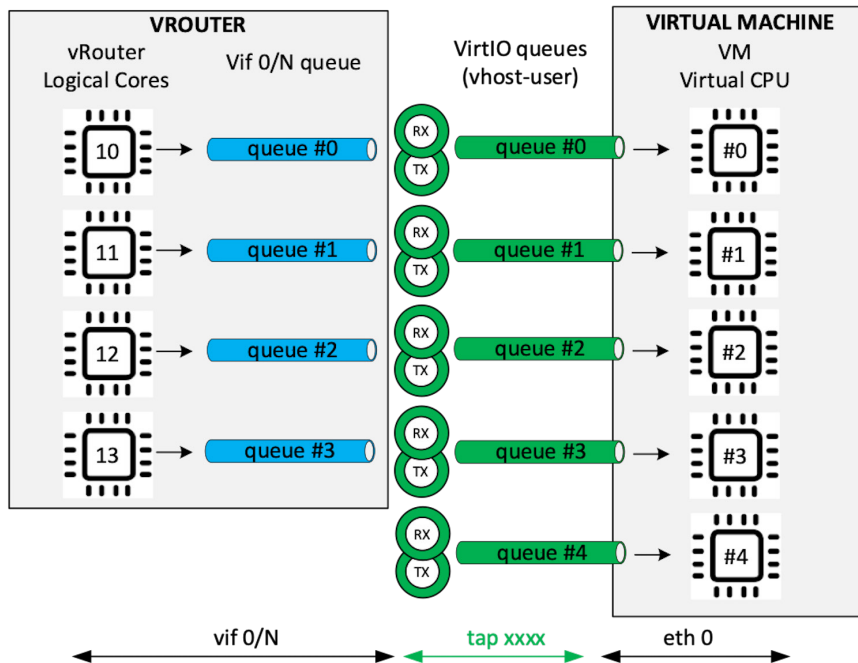 VROUTER
vRouter
Logical Cores
Vif 0/N queue
VirtIO queues
(vhost-user)
VIRTUAL MACHINE
VM
Virtual CPU
10
queue #0
RX
TX
queue #0
#0
11
queue #1
RX
TX
queue #1
#1
12
queue #2
RX
TX
queue #2
#2
13
queue #3
RX
TX
queue #3
#3
RX
TX
queue #4
#4
vif 0/N
tap xxxx
eth 0